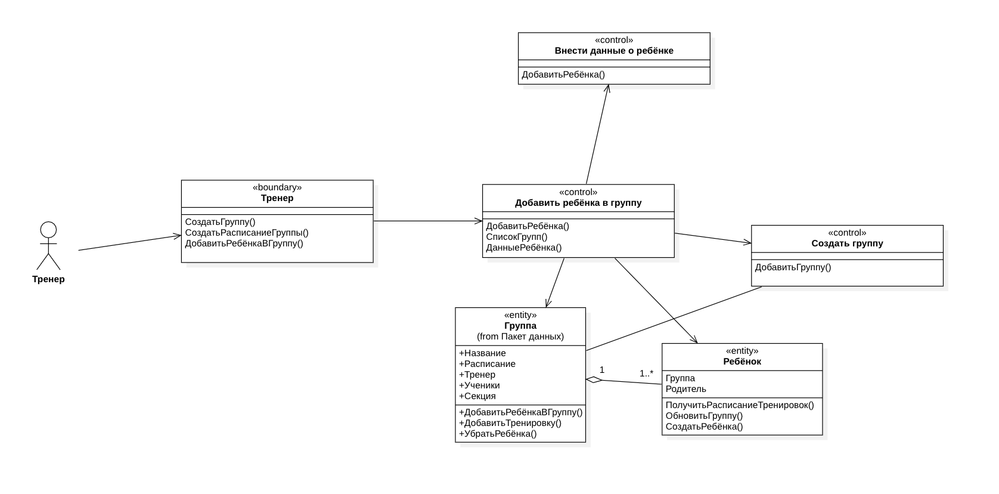 «control»
Внести данные о ребёнке
ДобавитьРебёнка()
«boundary»
Тренер
СоздатьГруппу()
СоздатьРасписаниеГруппы()
ДобавитьРебёнкаВГруппу()
Тренер
«control»
Добавить ребёнка в группу
ДобавитьРебёнка()
СписокГрупп()
ДанныеРебёнка()
«control»
Создать группу
ДобавитьГруппу()
«entity»
Группа
(from Пакет данных)
+Название
+Расписание
+Тренер
+Ученики
+Секция
+ДобавитьРебёнкаВГруппу()
+ДобавитьТренировку()
+УбратьРебёнка()
1
1..*
«entity»
Ребёнок
Группа
Родитель
ПолучитьРасписаниеТренировок()
ОбновитьГруппу()
СоздатьРебёнка()